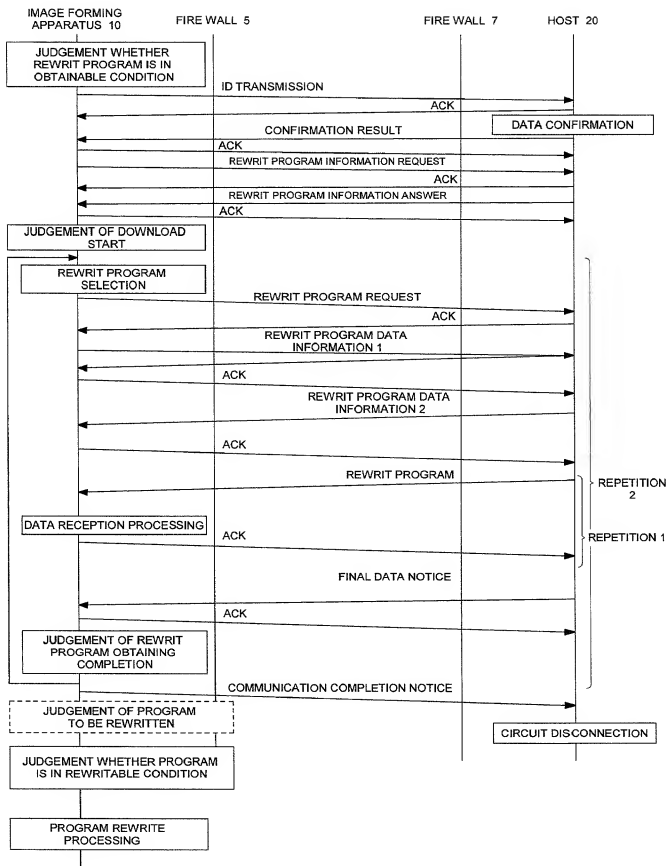 IMAGE FORMING
APPARATUS 10
FIRE WALL 5
FIRE WALL 7
HOST 20
JUDGEMENT WHETHER
REWRIT PROGRAM IS IN
OBTAINABLE CONDITION
ID TRANSMISSION
ACK
DATA CONFIRMATION
CONFIRMATION RESULT
ACK
REWRIT PROGRAM INFORMATION REQUEST
ACK
REWRIT PROGRAM INFORMATION ANSWER
ACK
JUDGEMENT OF DOWNLOAD
START
REWRIT PROGRAM
SELECTION
REWRIT PROGRAM REQUEST
ACK
REWRIT PROGRAM DATA
INFORMATION 1
ACK
REWRIT PROGRAM DATA
INFORMATION 2
ACK
REWRIT PROGRAM
REPETITION
2
DATA RECEPTION PROCESSING
ACK
REPETITION 1
FINAL DATA NOTICE
ACK
JUDGEMENT OF REWRIT
PROGRAM OBTAINING
COMPLETION
COMMUNICATION COMPLETION NOTICE
JUDGEMENT OF PROGRAM
TO BE REWRITTEN
CIRCUIT DISCONNECTION
JUDGEMENT WHETHER PROGRAM
IS IN REWRITABLE CONDITION
PROGRAM REWRITE
PROCESSING